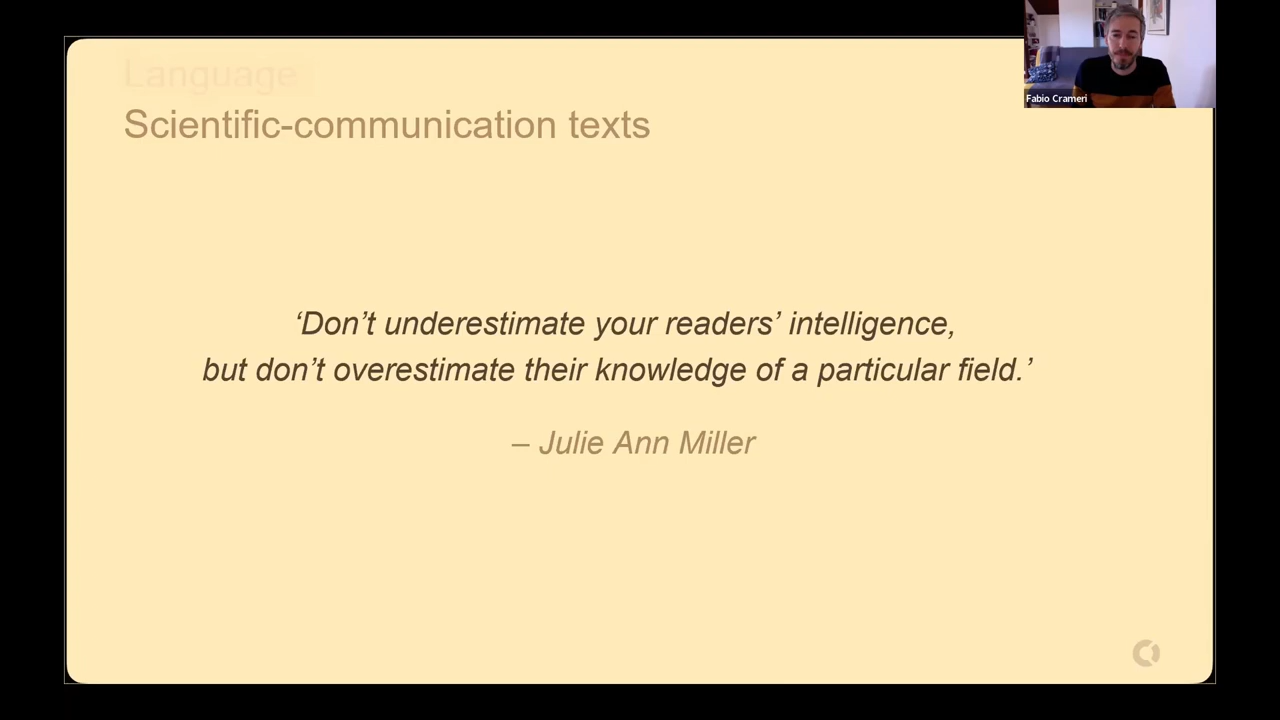 Language
Scientific-communication texts
‘Don’t underestimate your readers’ intelligence,
but don’t overestimate their knowledge of a particular field.’
– Julie Ann Miller
Fabio Crameri